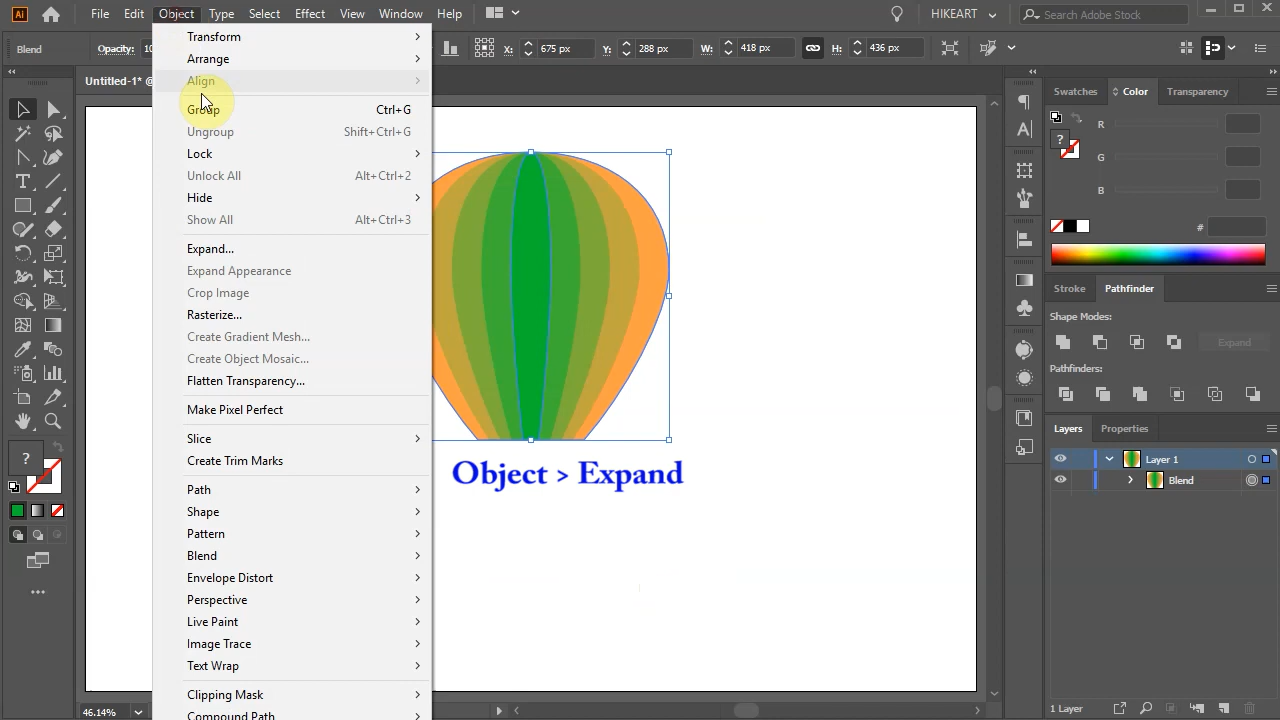 Ai File Edit Object Type Select Effect View Window Help HIKEART Search Adobe Stock
Blend Opacity: 10 X: 675 px Y: 288 px W: 418 px H: 436 px
Untitled-1* @
Transform
Arrange
Align
Group Ctrl+G
Ungroup Shift+Ctrl+G
Lock
Unlock All Alt+Ctrl+2
Hide
Show All Alt+Ctrl+3
Expand...
Expand Appearance
Crop Image
Rasterize...
Create Gradient Mesh...
Create Object Mosaic...
Flatten Transparency...
Make Pixel Perfect
Slice
Create Trim Marks
Path
Shape
Pattern
Blend
Envelope Distort
Perspective
Live Paint
Image Trace
Text Wrap
Clipping Mask
Compound Path
Object > Expand
Swatches Color Transparency
R
G
B
#
Stroke Pathfinder
Shape Modes:
Expand
Pathfinders:
Layers Properties
Layer 1
Blend
46.14%
1 Layer